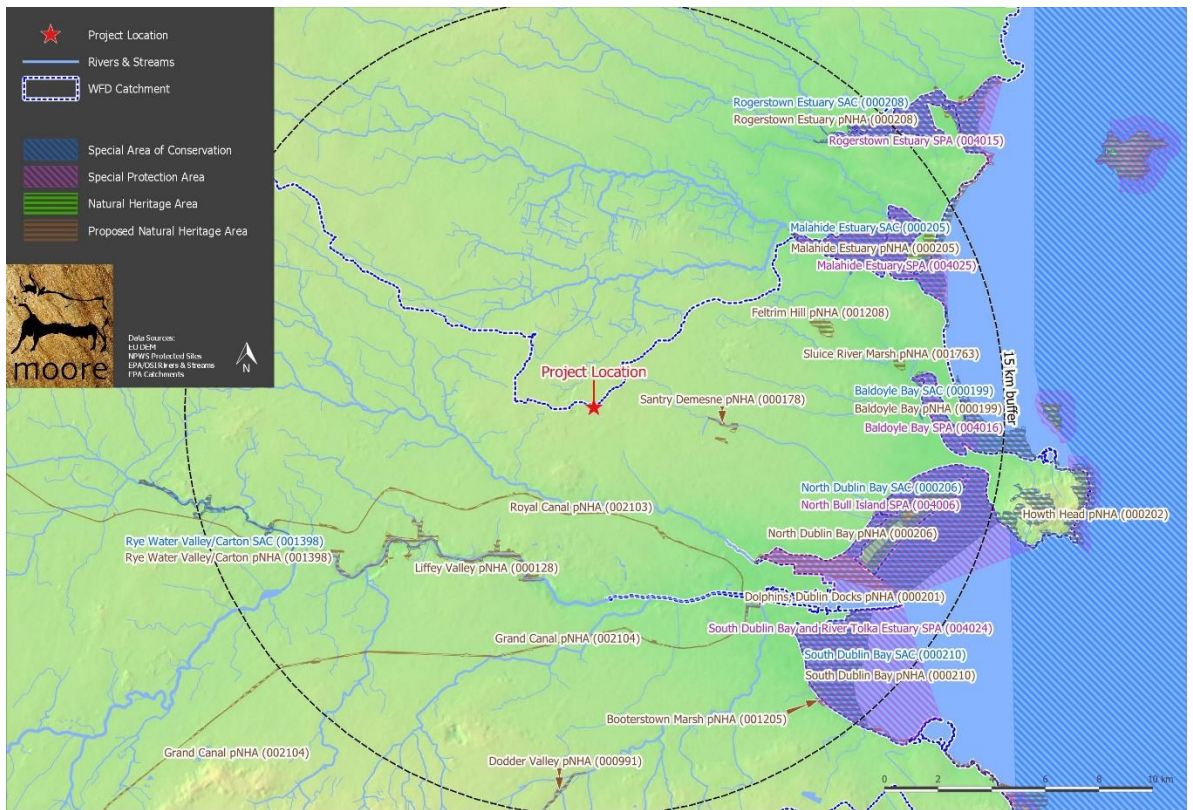 Project Location
Rivers & Streams
WFD Catchment
Special Area of Conservation
Special Protection Area
Natural Heritage Area
Proposed Natural Heritage Area
moore
Data Sources:
EU DEM
NPWS Protected Sites
EPA/OSI Rivers & Streams
EPA Catchments
N
Rogerstown Estuary SAC (000208)
Rogerstown Estuary pNHA (000208)
Rogerstown Estuary SPA (004015)
Malahide Estuary SAC (000205)
Malahide Estuary pNHA (000205)
Malahide Estuary SPA (004025)
Feltrim Hill pNHA (001208)
Sluice River Marsh pNHA (001763)
15 km buffer
Project Location
Santry Demesne pNHA (000178)
Baldoyle Bay SAC (000199)
Baldoyle Bay pNHA (000199)
Baldoyle Bay SPA (004016)
North Dublin Bay SAC (000206)
North Bull Island SPA (004006)
North Dublin Bay pNHA (000206)
Howth Head pNHA (000202)
Royal Canal pNHA (002103)
Rye Water Valley/Carton SAC (001398)
Rye Water Valley/Carton pNHA (001398)
Liffey Valley pNHA (000128)
Dolphins, Dublin Docks pNHA (000201)
South Dublin Bay and River Tolka Estuary SPA (004024)
Grand Canal pNHA (002104)
South Dublin Bay SAC (000210)
South Dublin Bay pNHA (000210)
Booterstown Marsh pNHA (001205)
Grand Canal pNHA (002104)
Dodder Valley pNHA (000991)
0 2 4 6 8 10 km